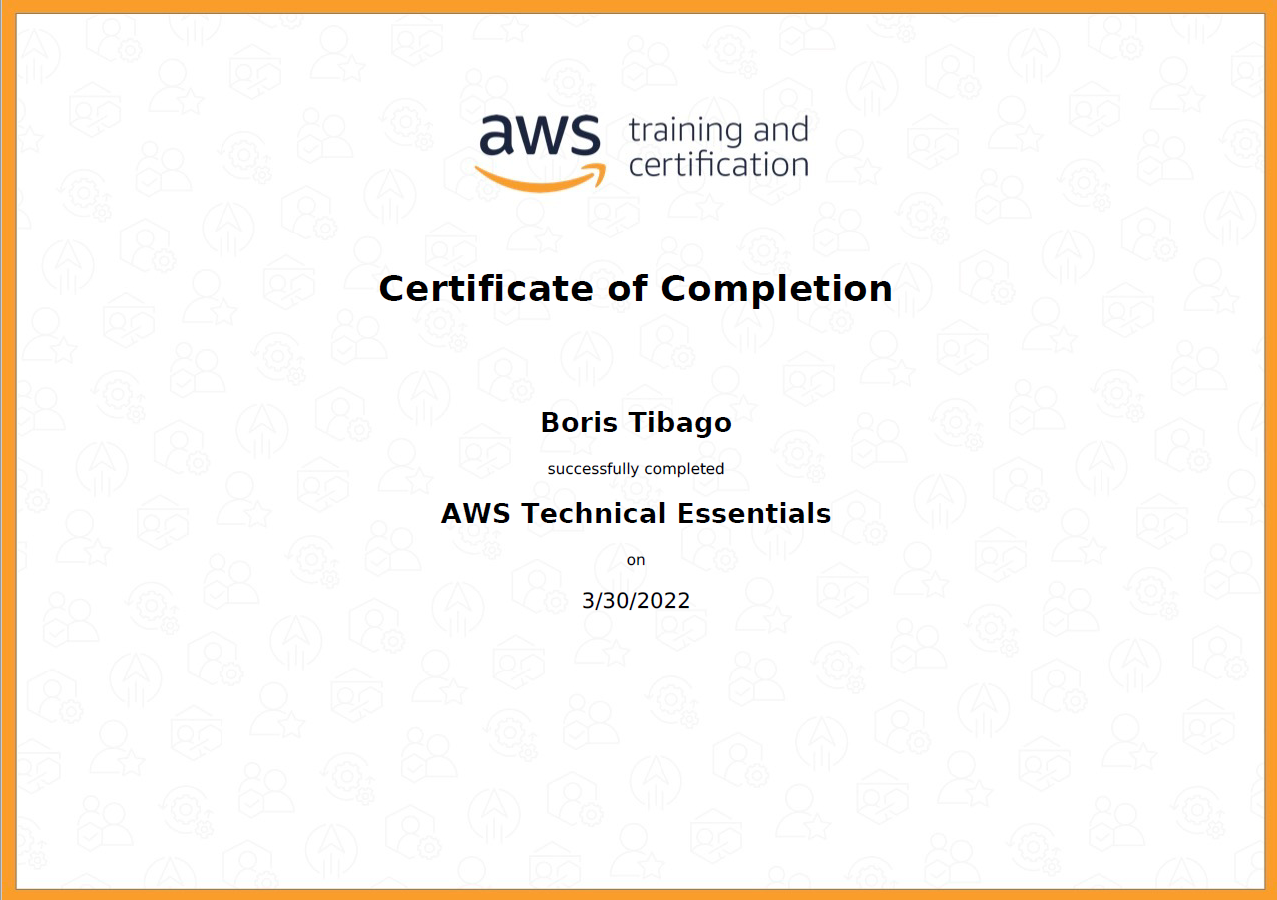 aws training and
certification
Certificate of Completion
Boris Tibago
successfully completed
AWS Technical Essentials
on
3/30/2022